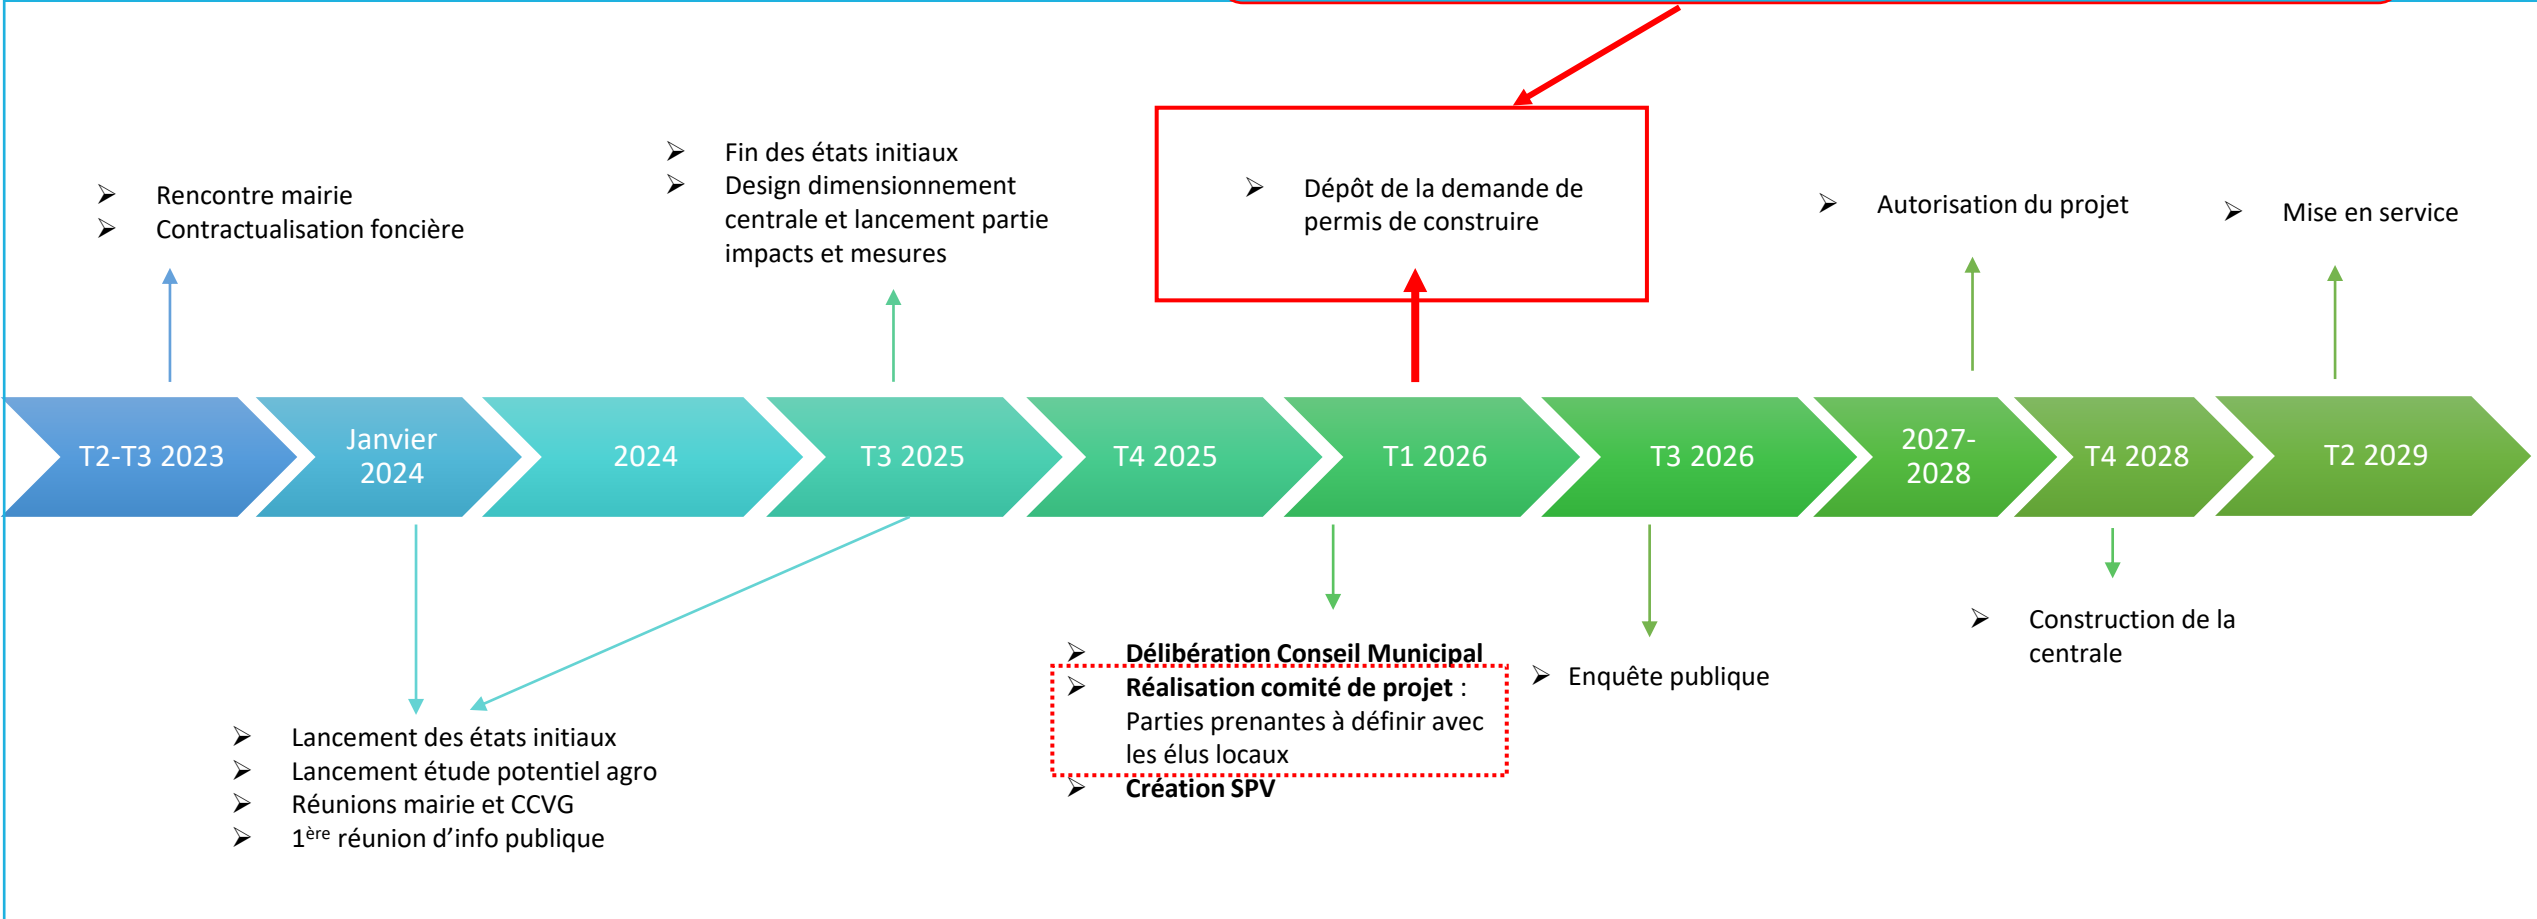 ➢ Rencontre mairie
➢ Contractualisation foncière
➢ Fin des états initiaux
➢ Design dimensionnement
centrale et lancement partie
impacts et mesures
➢ Dépôt de la demande de
permis de construire
➢ Autorisation du projet
➢ Mise en service
T2-T3 2023
Janvier
2024
2024
T3 2025
T4 2025
T1 2026
T3 2026
2027-
2028
T4 2028
T2 2029
➢ Lancement des états initiaux
➢ Lancement étude potentiel agro
➢ Réunions mairie et CCVG
➢ 1ère réunion d’info publique
➢ Délibération Conseil Municipal
➢ Réalisation comité de projet :
Parties prenantes à définir avec
les élus locaux
➢ Création SPV
➢ Enquête publique
➢ Construction de la
centrale